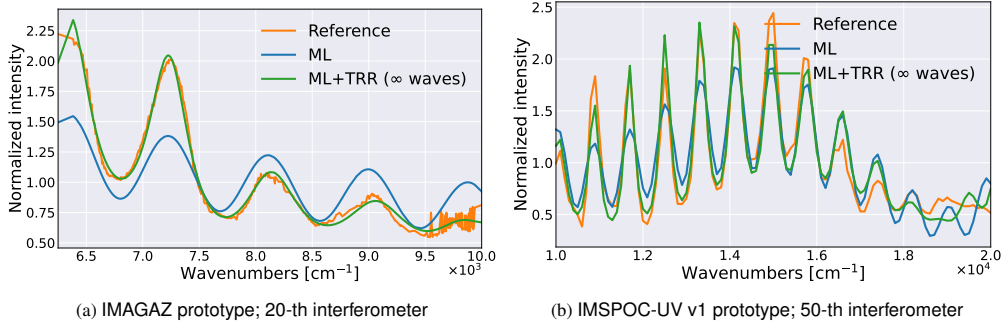 Normalized intensity
2.25
2.00
1.75
1.50
1.25
1.00
0.75
0.50
Reference
ML
ML+TRR (∞ waves)
6.5 7.0 7.5 8.0 8.5 9.0 9.5 10.0
×10³
Wavenumbers [cm⁻¹]
(a) IMAGAZ prototype; 20-th interferometer
Normalized intensity
2.5
2.0
1.5
1.0
0.5
Reference
ML
ML+TRR (∞ waves)
1.0 1.2 1.4 1.6 1.8 2.0
×10⁴
Wavenumbers [cm⁻¹]
(b) IMSPOC-UV v1 prototype; 50-th interferometer